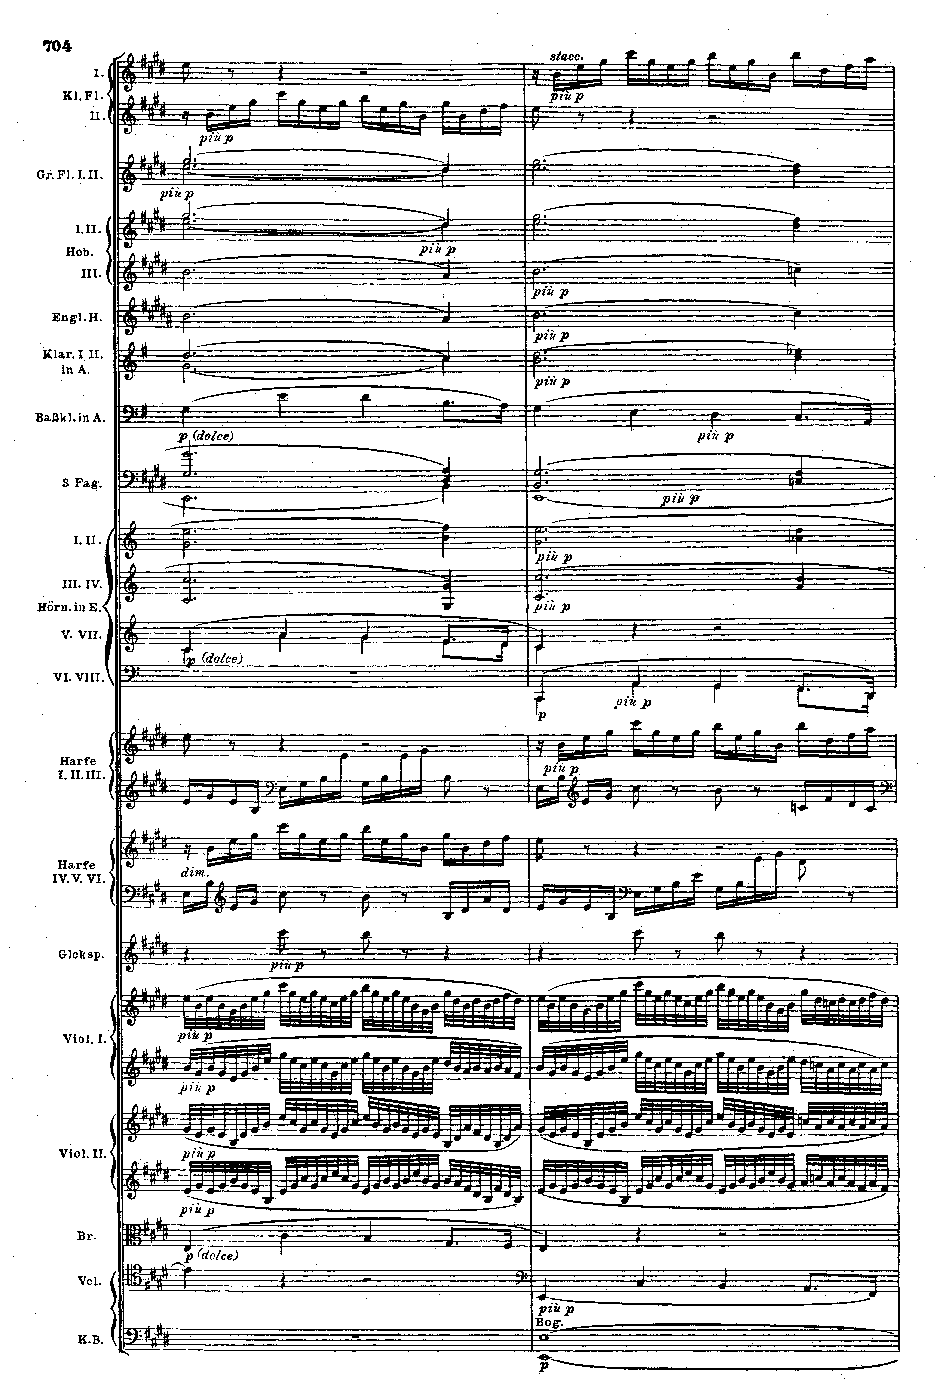 704
I.
stacc.
Kl. Fl.
più p
II.
più p
Gr. Fl. I. II.
più p
I. II.
Hob.
più p
III.
più p
Engl. H.
più p
Klar. I. II.
in A.
più p
Baßkl. in A.
p (dolce)
più p
3 Fag.
più p
I. II.
più p
III. IV.
Hörn. in E.
più p
V. VII.
p (dolce)
VI. VIII.
più p
p
Harfe
I. II. III.
più p
Harfe
IV. V. VI.
dim.
Glcksp.
più p
Viol. I.
più p
più p
Viol. II.
più p
più p
Br.
p (dolce)
Vcl.
più p
Bog.
K.B.
p